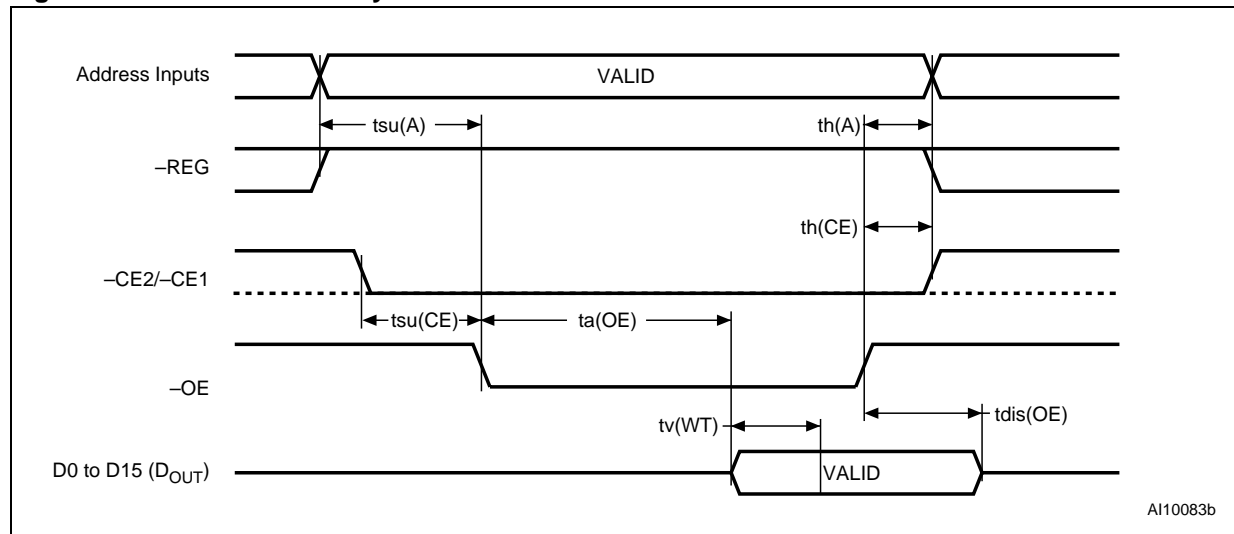 Address Inputs
VALID
tsu(A)
th(A)
–REG
th(CE)
–CE2/–CE1
tsu(CE)
ta(OE)
–OE
tv(WT)
tdis(OE)
D0 to D15 (DOUT)
VALID
AI10083b